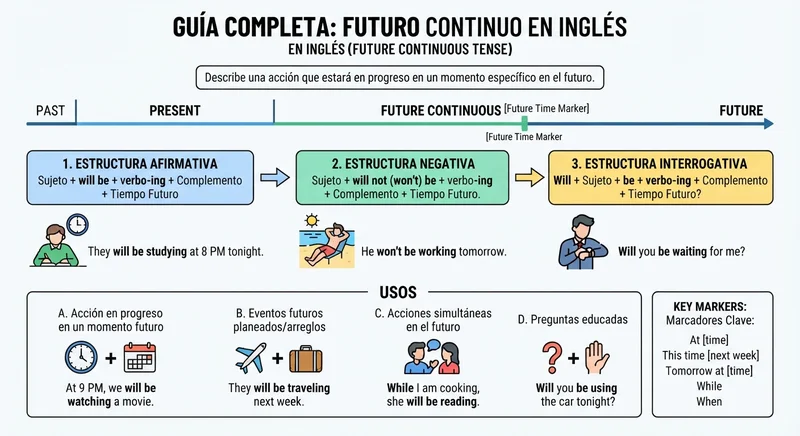 GUÍA COMPLETA: FUTURO CONTINUO EN INGLÉS
EN INGLÉS (FUTURE CONTINUOUS TENSE)
Describe una acción que estará en progreso en un momento específico en el futuro.
PAST
PRESENT
FUTURE CONTINUOUS [Future Time Marker]
FUTURE
[Future Time Marker
1. ESTRUCTURA AFIRMATIVA
Sujeto + will be + verbo-ing + Complemento
+ Tiempo Futuro
2. ESTRUCTURA NEGATIVA
Sujeto + will not (won't) be + verbo-ing
+ Complemento + Tiempo Futuro.
3. ESTRUCTURA INTERROGATIVA
Will + Sujeto + be + verbo-ing + Complemento
+ Tiempo Futuro?
They will be studying at 8 PM tonight.
He won't be working tomorrow.
Will you be waiting for me?
USOS
A. Acción en progreso
en un momento futuro
At 9 PM, we will be
watching a movie.
B. Eventos futuros
planeados/arreglos
They will be traveling
next week.
C. Acciones simultáneas
en el futuro
While I am cooking,
she will be reading.
D. Preguntas educadas
Will you be using
the car tonight?
KEY MARKERS:
Marcadores Clave:
At [time]
This time [next week]
Tomorrow at [time]
While
When